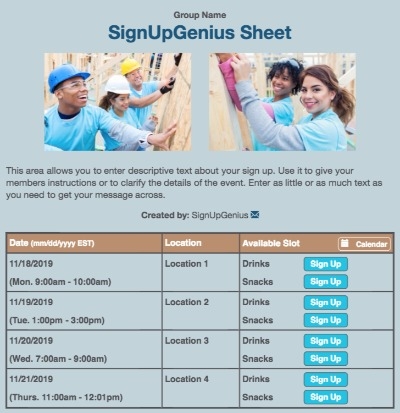 Group Name
SignUpGenius Sheet
This area allows you to enter descriptive text about your sign up. Use it to give your
members instructions or to clarify the details of the event. Enter as little or as much text as
you need to get your message across.
Created by: SignUpGenius
Date (mm/dd/yyyy EST) Location Available Slot Calendar
11/18/2019 Location 1 Drinks Sign Up
(Mon. 9:00am - 10:00am) Snacks Sign Up
11/19/2019 Location 2 Drinks Sign Up
(Tue. 1:00pm - 3:00pm) Snacks Sign Up
11/20/2019 Location 3 Drinks Sign Up
(Wed. 7:00am - 9:00am) Snacks Sign Up
11/21/2019 Location 4 Drinks Sign Up
(Thurs. 11:00am - 12:01pm) Snacks Sign Up